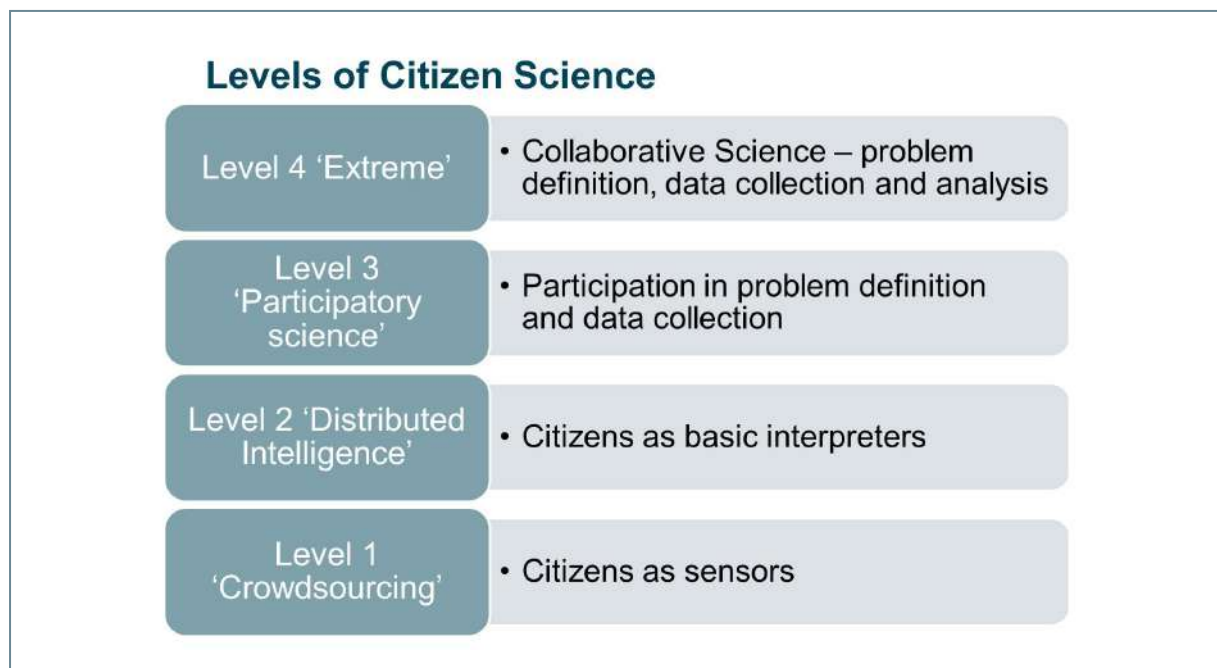 Levels of Citizen Science
Level 4 ‘Extreme’
• Collaborative Science – problem
definition, data collection and analysis
Level 3
‘Participatory
science’
• Participation in problem definition
and data collection
Level 2 ‘Distributed
Intelligence’
• Citizens as basic interpreters
Level 1
‘Crowdsourcing’
• Citizens as sensors